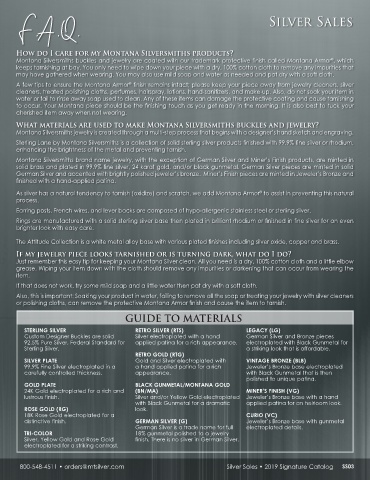 F.A.Q.
SILVER SALES
HOW DO I CARE FOR MY MONTANA SILVERSMITHS PRODUCTS?
Montana Silversmiths buckles and jewelry are coated with our trademark protective finish called Montana Armor®, which
keeps tarnishing at bay. You only need to wipe down your piece with a dry, 100% cotton cloth to remove any impurities that
may have gathered when wearing. You may also use mild soap and water as needed and pat dry with a soft cloth.
A few tips to ensure the Montana Armor® finish remains intact: please keep your piece away from jewelry cleaners, silver
cleaners, heated polishing cloths, perfumes, hairspray, lotions, hand sanitizers, and make up. Also, do not soak your item in
water or fail to rinse away soap used to clean. Any of these items can damage the protective coating and cause tarnishing
to occur. Your Montana piece should be the finishing touch as you get ready in the morning. It is also best to tuck your
cherished item away when not wearing.
WHAT MATERIALS ARE USED TO MAKE MONTANA SILVERSMITHS BUCKLES AND JEWELRY?
Montana Silversmiths jewelry is created through a multi-step process that begins with a designer's hand sketch and engraving.
Sterling Lane by Montana Silversmiths is a collection of solid sterling silver products finished with 99.9% fine silver or rhodium,
enhancing the brightness of the metal and preventing tarnish.
Montana Silversmiths brand name jewelry, with the exception of German Silver and Miner's Finish products, are minted in
solid brass and plated in 99.9% fine silver, 24 karat gold, and/or black gunmetal. German Silver pieces are minted in solid
German Silver and accented with brightly polished jeweler's bronze. Miner's Finish pieces are minted in Jeweler's Bronze and
finished with a hand-applied patina.
As silver has a natural tendency to tarnish (oxidize) and scratch, we add Montana Armor® to assist in preventing this natural
process.
Earring posts, French wires, and lever backs are composed of hypo-allergenic stainless steel or sterling silver.
Rings are manufactured with a solid sterling silver base then plated in brilliant rhodium or finished in fine silver for an even
brighter look with easy care.
The Attitude Collection is a white metal alloy base with various plated finishes including silver oxide, copper and brass.
IF MY JEWELRY PIECE LOOKS TARNISHED OR IS TURNING DARK, WHAT DO I DO?
Just remember this easy tip for keeping your Montana Silver clean. All you need is a dry, 100% cotton cloth and a little elbow
grease. Wiping your item down with the cloth should remove any impurities or darkening that can occur from wearing the
item.
If that does not work, try some mild soap and a little water then pat dry with a soft cloth.
Also, this is important: Soaking your product in water, failing to remove all the soap or treating your jewelry with silver cleaners
or polishing cloths, can remove the protective Montana Armor finish and cause the item to tarnish.
GUIDE TO MATERIALS
STERLING SILVER
Custom Designer Buckles are solid
92.5% Pure Silver. Federal Standard for
Sterling Silver.
SILVER PLATE
99.9% Fine Silver electroplated in a
carefully controlled thickness.
GOLD PLATE
24K Gold electroplated for a rich and
lustrous finish.
ROSE GOLD (RG)
18K Rose Gold electroplated for a
distinctive finish.
TRI-COLOR
Silver, Yellow Gold and Rose Gold
electroplated for a striking contrast.
RETRO SILVER (RTS)
Silver electroplated with a hand
applied patina for a rich appearance.
RETRO GOLD (RTG)
Gold and Silver electroplated with
a hand applied patina for a rich
appearance.
BLACK GUNMETAL/MONTANA GOLD
(BN/MA)
Silver and/or Yellow Gold electroplated
with Black Gunmetal for a dramatic
look.
GERMAN SILVER (G)
German Silver is a trade name for full
18% gunmetal polished to a jewelry
finish. There is no silver in German Silver.
LEGACY (LG)
German Silver and Bronze pieces
electroplated with Black Gunmetal for
a striking look that is affordable.
VINTAGE BRONZE (BLB)
Jeweler's Bronze base electroplated
with Black Gunmetal that is then
polished to unique patina.
MINER'S FINISH (VG)
Jeweler's Bronze base with a hand
applied patina for an heirloom look.
CURIO (VC)
Jeweler's Bronze base with gunmetal
electroplated details.
800-548-4511 • orders@mtsilver.com
Silver Sales • 2019 Signature Catalog SS03